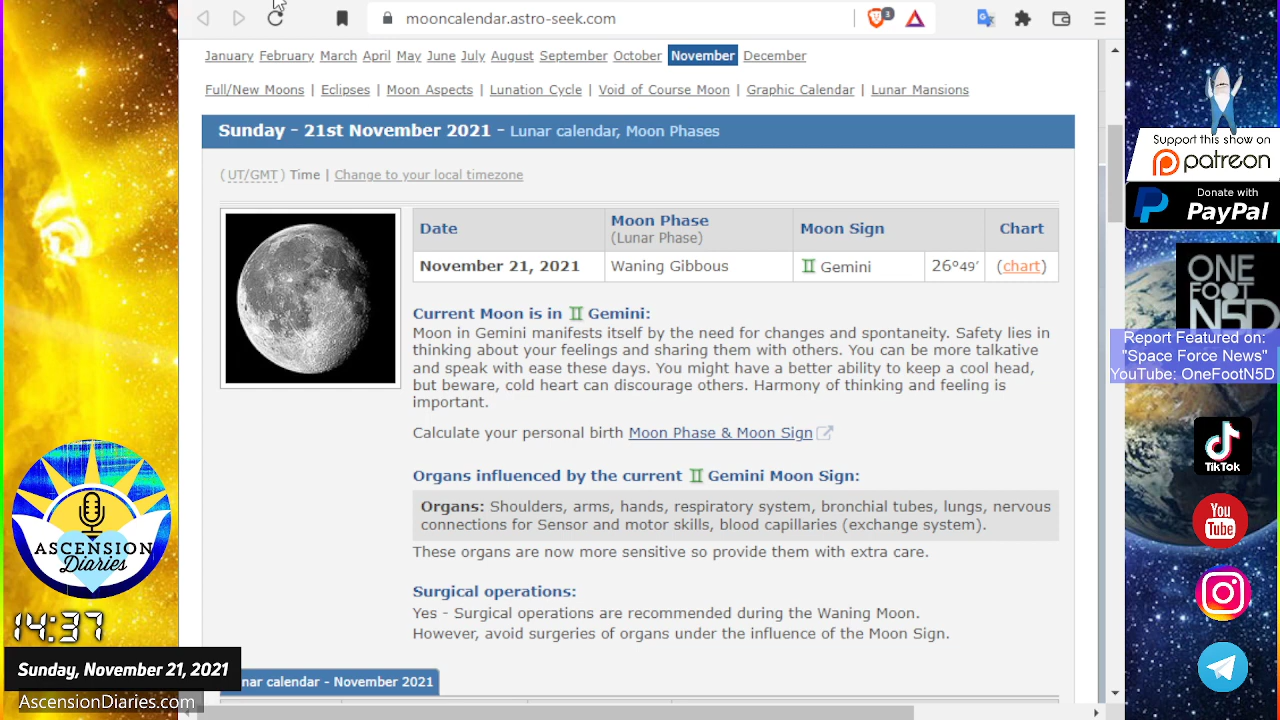 mooncalendar.astro-seek.com
3
January February March April May June July August September October November December
Full/New Moons | Eclipses | Moon Aspects | Lunation Cycle | Void of Course Moon | Graphic Calendar | Lunar Mansions
Sunday - 21st November 2021 - Lunar calendar, Moon Phases
( UT/GMT ) Time | Change to your local timezone
Date
Moon Phase
(Lunar Phase)
Moon Sign
Chart
November 21, 2021
Waning Gibbous
♊ Gemini
26°49′
(chart)
Current Moon is in ♊ Gemini:
Moon in Gemini manifests itself by the need for changes and spontaneity. Safety lies in
thinking about your feelings and sharing them with others. You can be more talkative
and speak with ease these days. You might have a better ability to keep a cool head,
but beware, cold heart can discourage others. Harmony of thinking and feeling is
important.
Calculate your personal birth Moon Phase & Moon Sign
Organs influenced by the current ♊ Gemini Moon Sign:
Organs: Shoulders, arms, hands, respiratory system, bronchial tubes, lungs, nervous
connections for Sensor and motor skills, blood capillaries (exchange system).
These organs are now more sensitive so provide them with extra care.
Surgical operations:
Yes - Surgical operations are recommended during the Waning Moon.
However, avoid surgeries of organs under the influence of the Moon Sign.
nar calendar - November 2021
ASCENSION
Diaries
14:37
Sunday, November 21, 2021
AscensionDiaries.com
Support this show on
patreon
Donate with
PayPal
ONE
FOOT
N5D
Report Featured on:
"Space Force News"
YouTube: OneFootN5D
TikTok
You
Tube